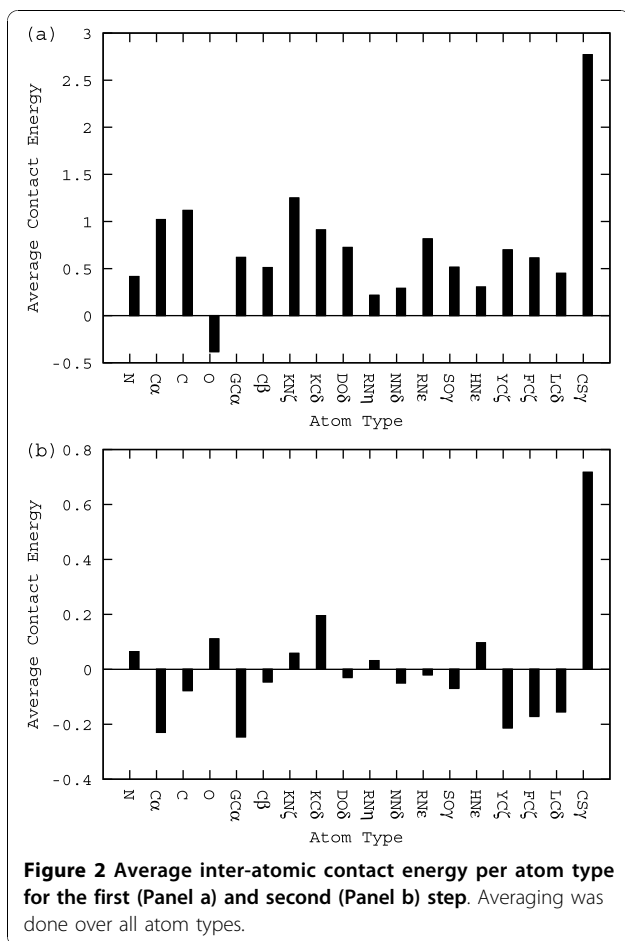 (a)
3
2.5
2
1.5
1
0.5
0
-0.5
Average Contact Energy
N Cα C O GCα Cβ KNζ KCδ DOδ RNη NNδ RNε SOγ HNε YCζ FCζ LCδ CSγ
Atom Type
(b)
0.8
0.6
0.4
0.2
0
-0.2
-0.4
Average Contact Energy
N Cα C O GCα Cβ KNζ KCδ DOδ RNη NNδ RNε SOγ HNε YCζ FCζ LCδ CSγ
Atom Type
Figure 2 Average inter-atomic contact energy per atom type
for the first (Panel a) and second (Panel b) step. Averaging was
done over all atom types.